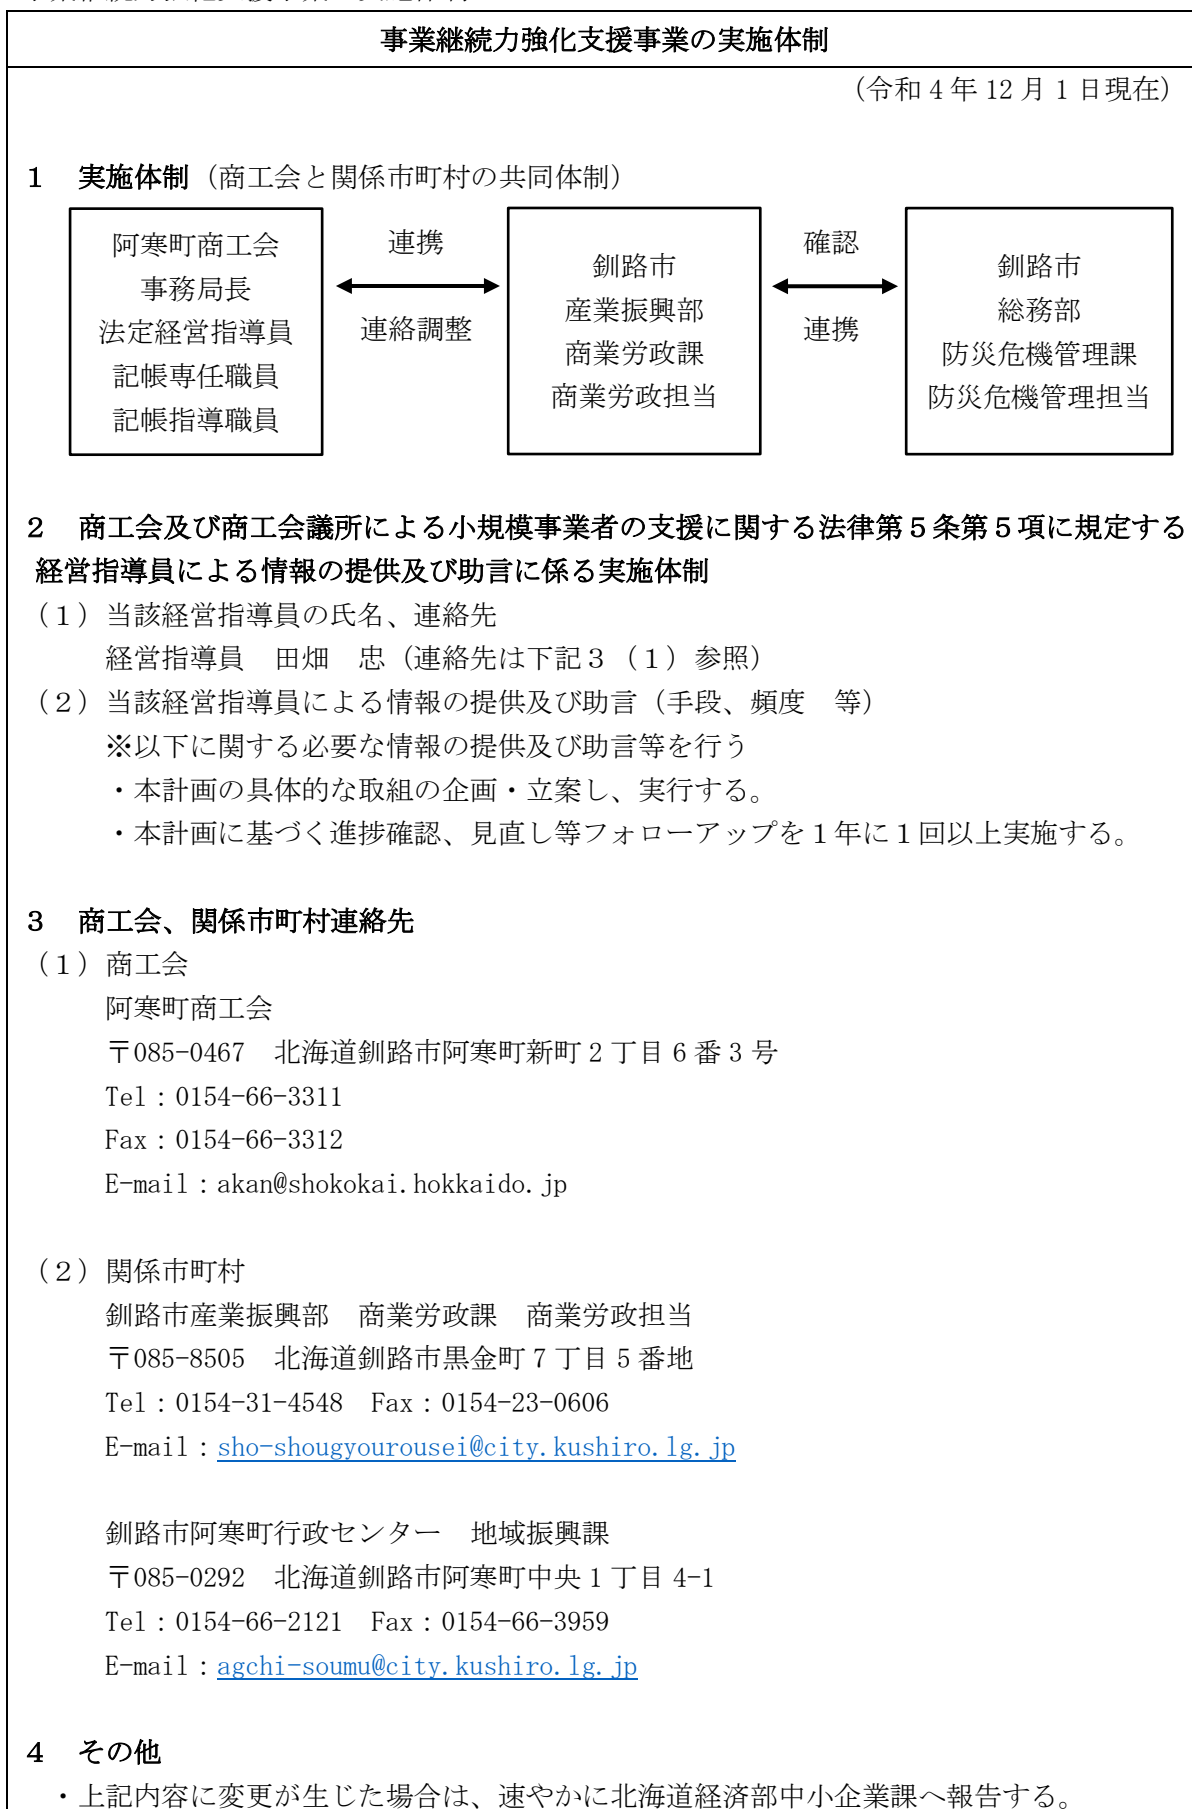 事業継続力強化支援事業の実施体制
（令和 4 年 12 月 1 日現在）
１　実施体制（商工会と関係市町村の共同体制）
阿寒町商工会
事務局長
法定経営指導員
記帳専任職員
記帳指導職員
連携
連絡調整
釧路市
産業振興部
商業労政課
商業労政担当
確認
連携
釧路市
総務部
防災危機管理課
防災危機管理担当
２　商工会及び商工会議所による小規模事業者の支援に関する法律第５条第５項に規定する
経営指導員による情報の提供及び助言に係る実施体制
（１）当該経営指導員の氏名、連絡先
経営指導員　田畑　忠（連絡先は下記３（１）参照）
（２）当該経営指導員による情報の提供及び助言（手段、頻度　等）
※以下に関する必要な情報の提供及び助言等を行う
・本計画の具体的な取組の企画・立案し、実行する。
・本計画に基づく進捗確認、見直し等フォローアップを１年に１回以上実施する。
３　商工会、関係市町村連絡先
（１）商工会
阿寒町商工会
〒085-0467　北海道釧路市阿寒町新町 2 丁目 6 番 3 号
Tel：0154-66-3311
Fax：0154-66-3312
E-mail：akan@shokokai.hokkaido.jp
（２）関係市町村
釧路市産業振興部　商業労政課　商業労政担当
〒085-8505　北海道釧路市黒金町 7 丁目 5 番地
Tel：0154-31-4548　Fax：0154-23-0606
E-mail：sho-shougyourousei@city.kushiro.lg.jp
釧路市阿寒町行政センター　地域振興課
〒085-0292　北海道釧路市阿寒町中央 1 丁目 4-1
Tel：0154-66-2121　Fax：0154-66-3959
E-mail：agchi-soumu@city.kushiro.lg.jp
４　その他
・上記内容に変更が生じた場合は、速やかに北海道経済部中小企業課へ報告する。